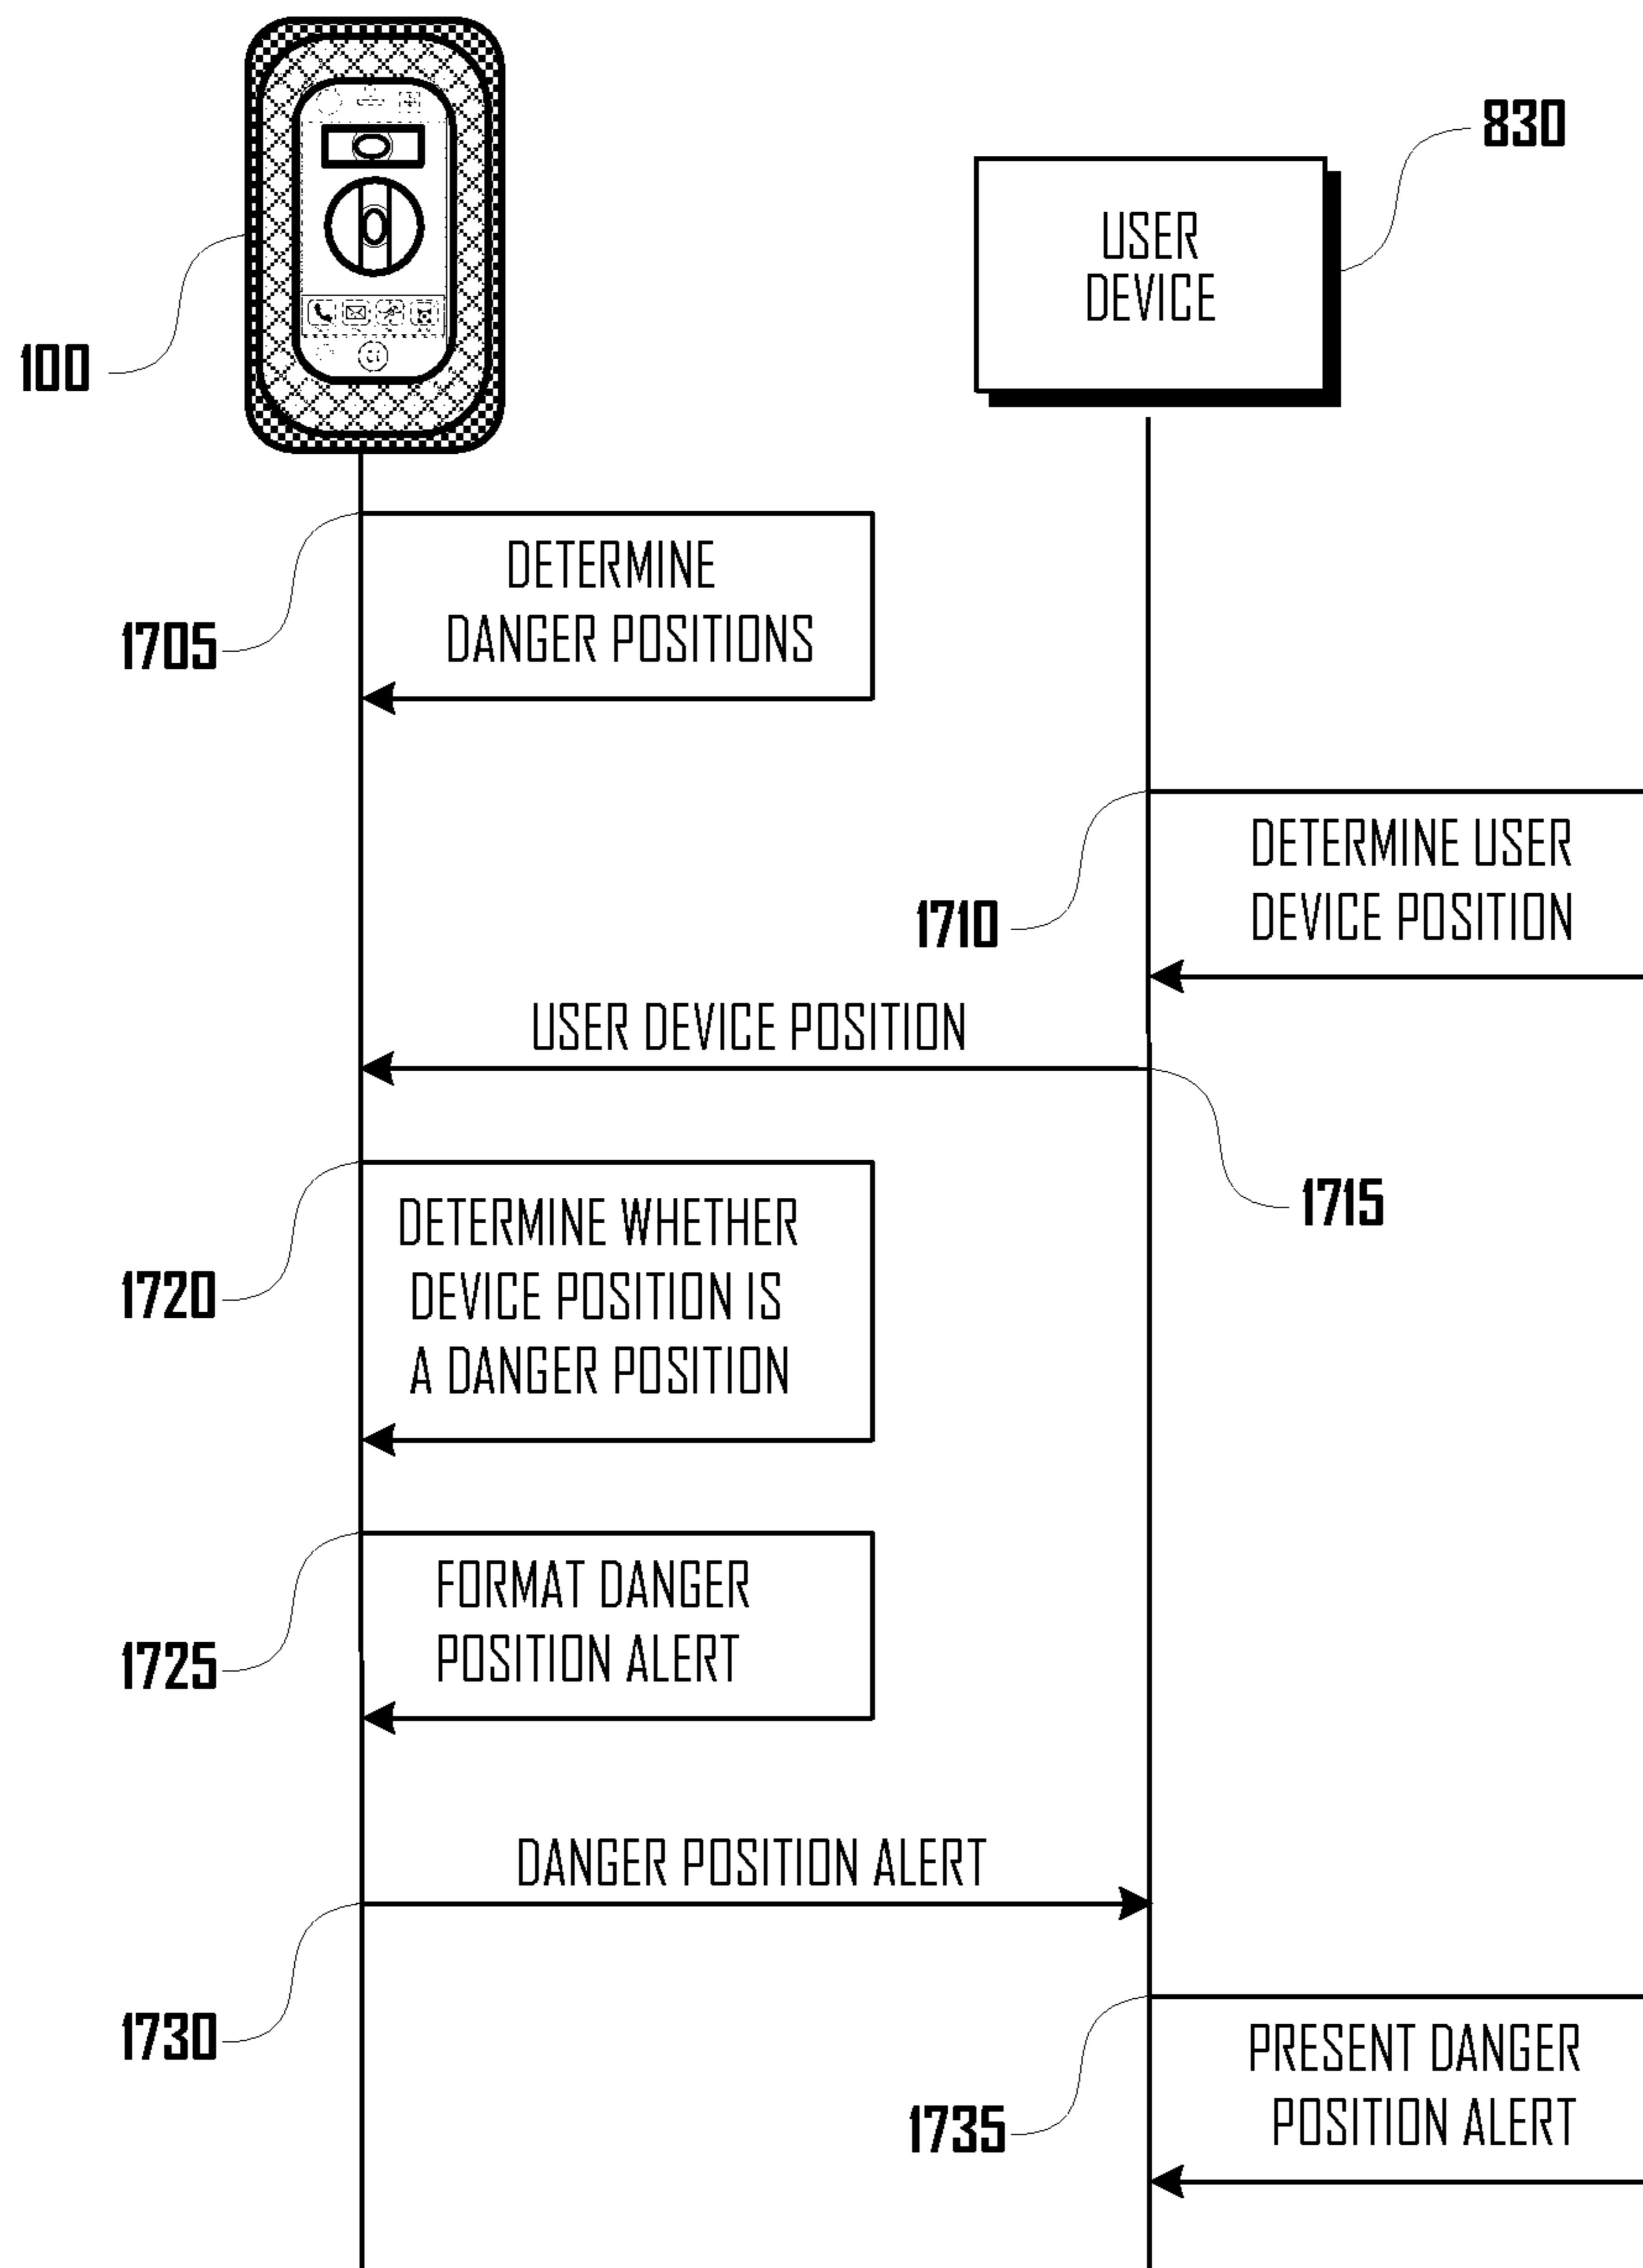 830
USER
DEVICE
100
DETERMINE
DANGER POSITIONS
1705
DETERMINE USER
DEVICE POSITION
1710
USER DEVICE POSITION
1715
DETERMINE WHETHER
DEVICE POSITION IS
A DANGER POSITION
1720
FORMAT DANGER
POSITION ALERT
1725
DANGER POSITION ALERT
1730
PRESENT DANGER
POSITION ALERT
1735